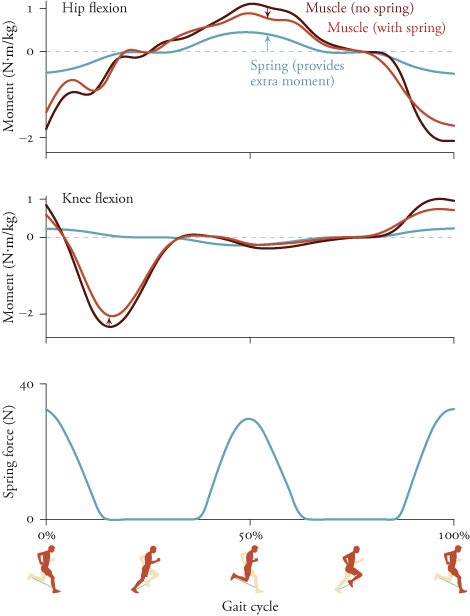 Hip flexion
Muscle (no spring)
Muscle (with spring)
Spring (provides
extra moment)
Moment (N·m/kg)
1
0
−2
Knee flexion
Moment (N·m/kg)
1
0
−2
Spring force (N)
40
0
0%
50%
100%
Gait cycle